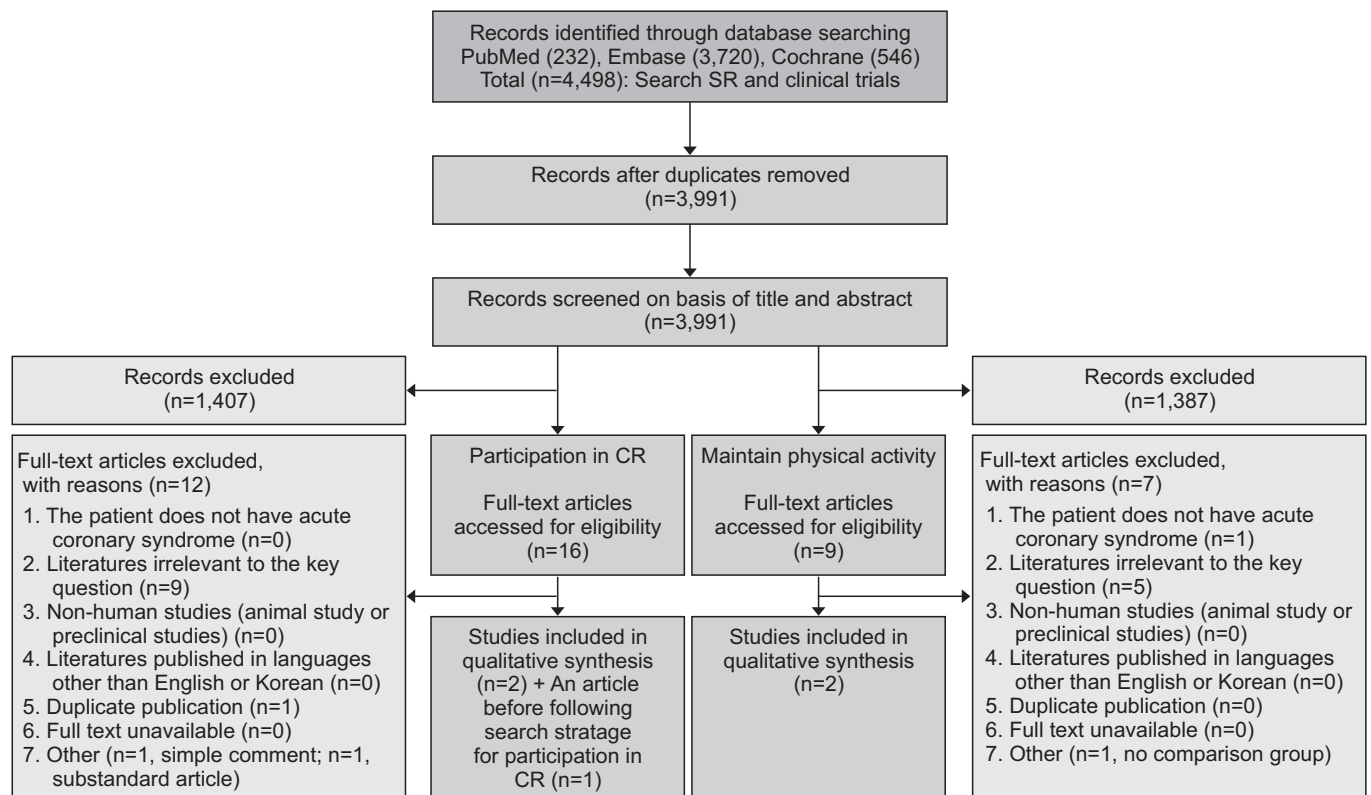 Records identified through database searching
PubMed (232), Embase (3,720), Cochrane (546)
Total (n=4,498): Search SR and clinical trials
Records after duplicates removed
(n=3,991)
Records screened on basis of title and abstract
(n=3,991)
Records excluded
(n=1,407)
Records excluded
(n=1,387)
Full-text articles excluded,
with reasons (n=12)
1. The patient does not have acute
coronary syndrome (n=0)
2. Literatures irrelevant to the key
question (n=9)
3. Non-human studies (animal study or
preclinical studies) (n=0)
4. Literatures published in languages
other than English or Korean (n=0)
5. Duplicate publication (n=1)
6. Full text unavailable (n=0)
7. Other (n=1, simple comment; n=1,
substandard article)
Participation in CR
Full-text articles
accessed for eligibility
(n=16)
Maintain physical activity
Full-text articles
accessed for eligibility
(n=9)
Full-text articles excluded,
with reasons (n=7)
1. The patient does not have acute
coronary syndrome (n=1)
2. Literatures irrelevant to the key
question (n=5)
3. Non-human studies (animal study or
preclinical studies) (n=0)
4. Literatures published in languages
other than English or Korean (n=0)
5. Duplicate publication (n=0)
6. Full text unavailable (n=0)
7. Other (n=1, no comparison group)
Studies included in
qualitative synthesis
(n=2) + An article
before following
search stratage
for participation in
CR (n=1)
Studies included in
qualitative synthesis
(n=2)